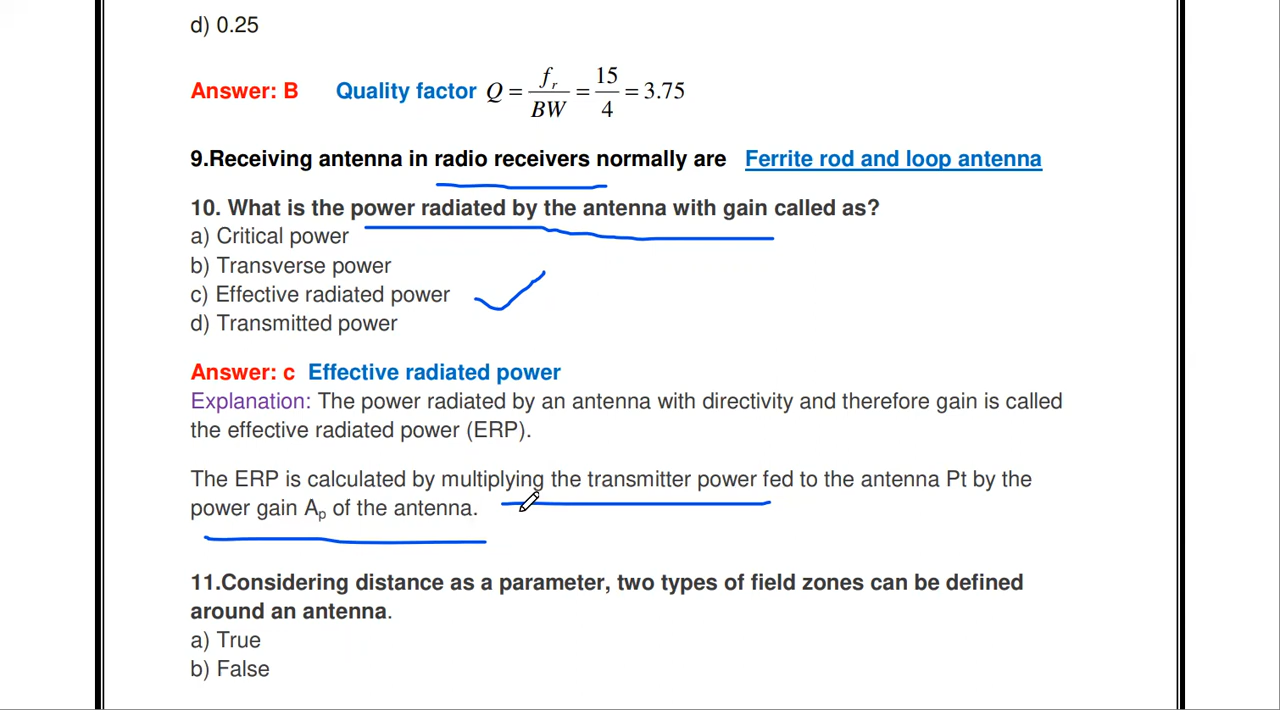 d) 0.25
Answer: B Quality factor Q = f_r / BW = 15 / 4 = 3.75
9.Receiving antenna in radio receivers normally are Ferrite rod and loop antenna
10. What is the power radiated by the antenna with gain called as?
a) Critical power
b) Transverse power
c) Effective radiated power
d) Transmitted power
Answer: c Effective radiated power
Explanation: The power radiated by an antenna with directivity and therefore gain is called
the effective radiated power (ERP).
The ERP is calculated by multiplying the transmitter power fed to the antenna Pt by the
power gain Ap of the antenna.
11.Considering distance as a parameter, two types of field zones can be defined
around an antenna.
a) True
b) False